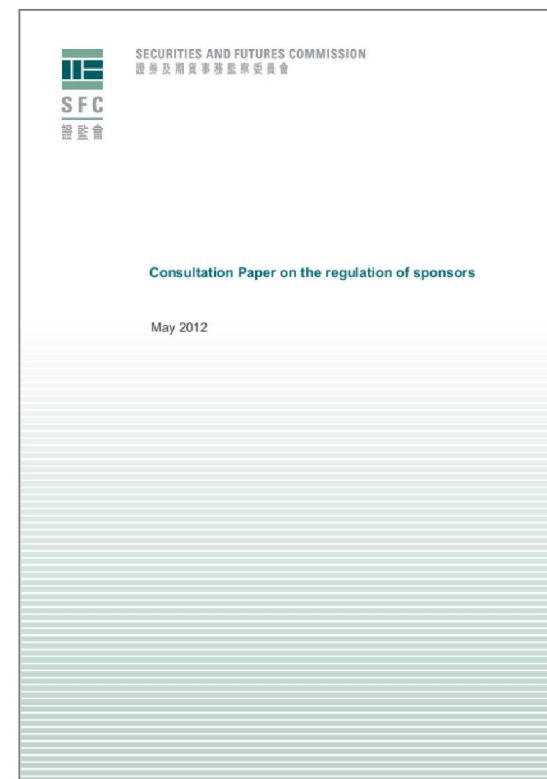 SECURITIES AND FUTURES COMMISSION
證券及期貨事務監察委員會
SFC
證監會
Consultation Paper on the regulation of sponsors
May 2012